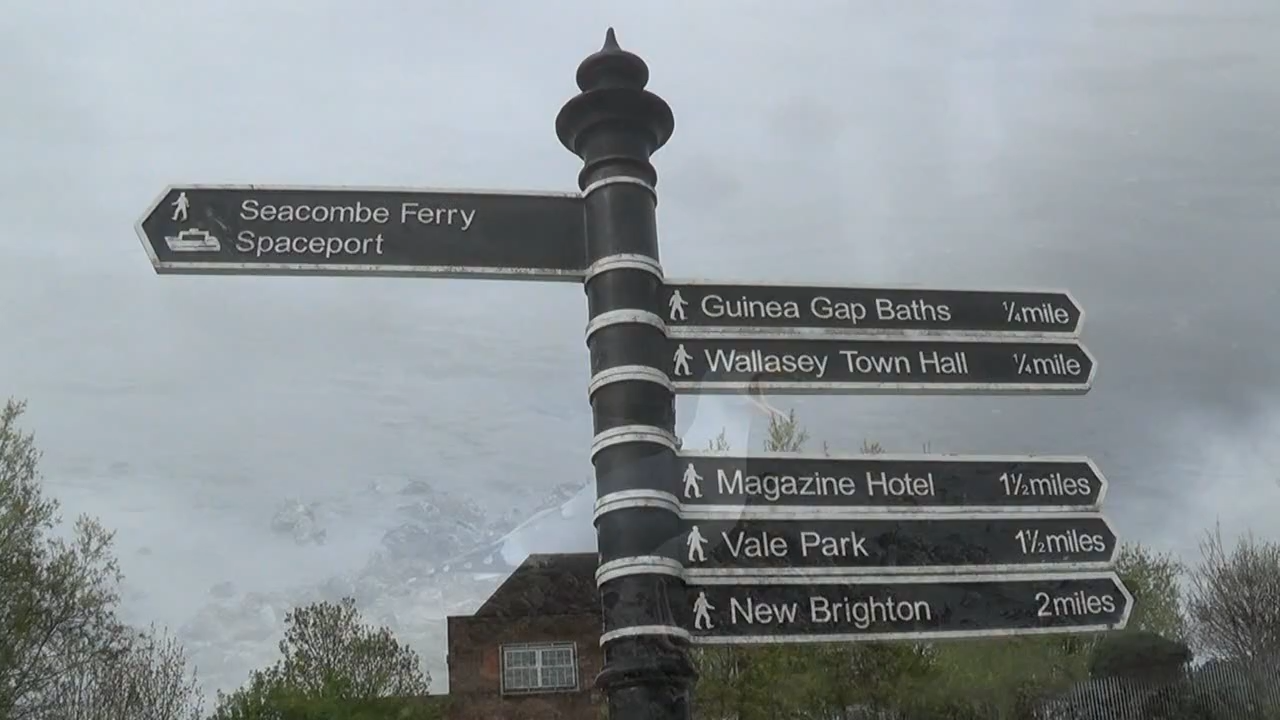 Seacombe Ferry
Spaceport
Guinea Gap Baths ¼mile
Wallasey Town Hall ¼mile
Magazine Hotel 1½miles
Vale Park 1½miles
New Brighton 2miles